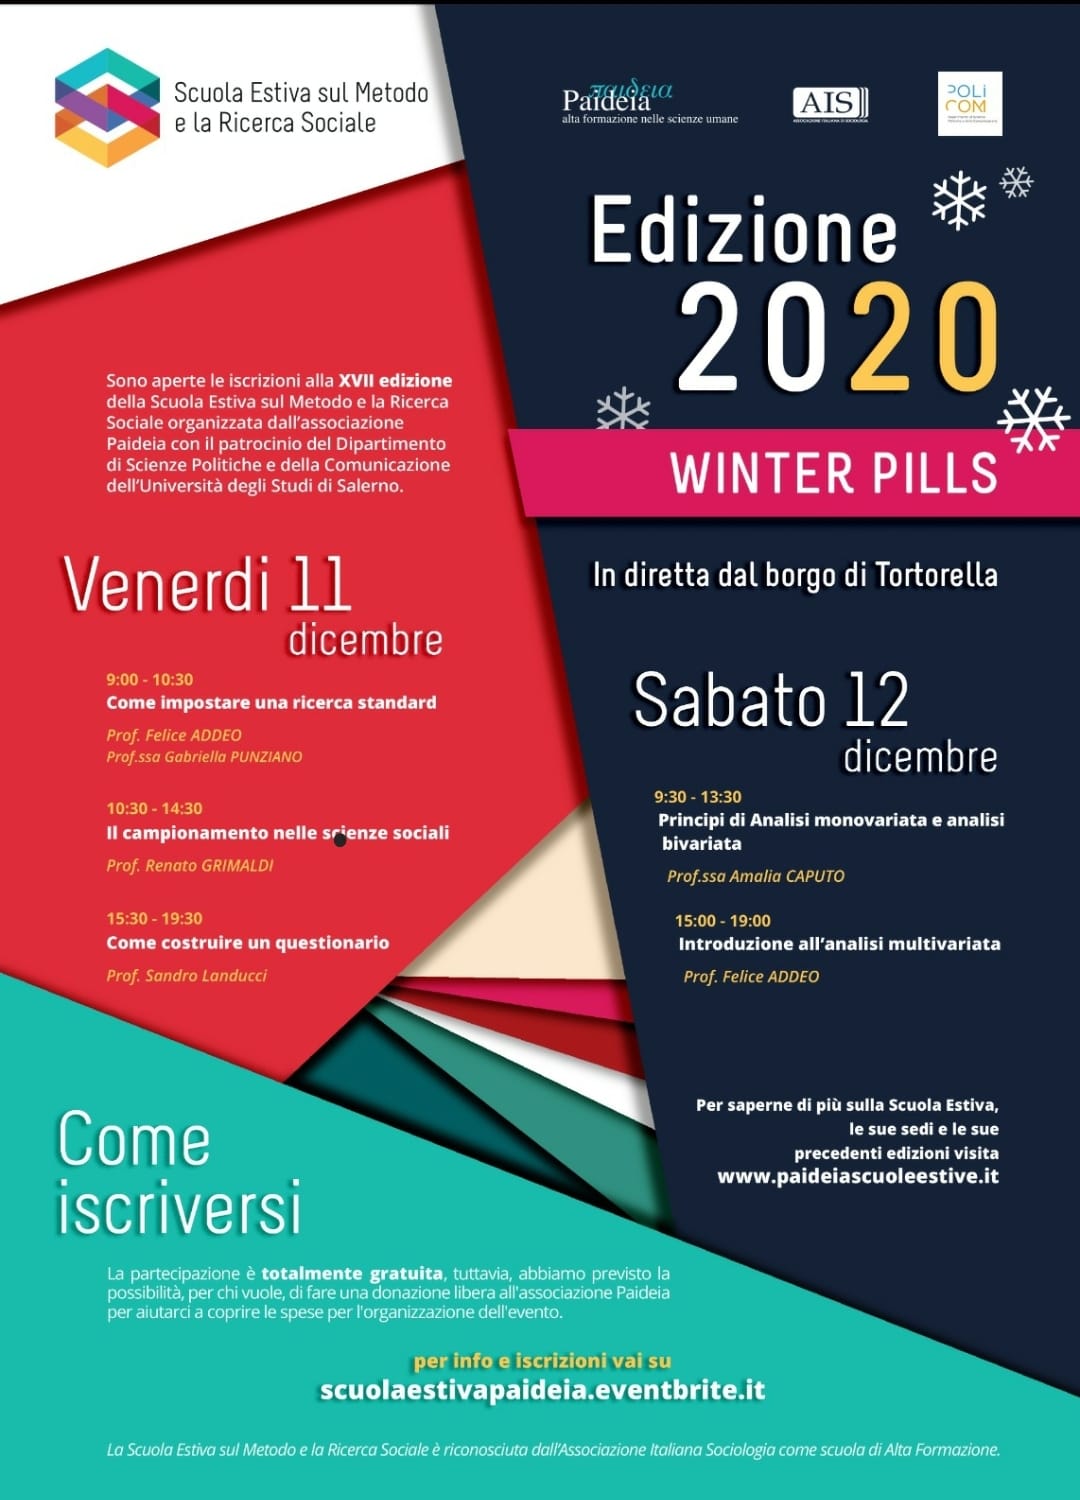 Scuola Estiva sul Metodo
e la Ricerca Sociale
παιδεια
Paideia
alta formazione nelle scienze umane
AIS
ASSOCIAZIONE ITALIANA DI SOCIOLOGIA
POLI
COM
Edizione
2020
WINTER PILLS
In diretta dal borgo di Tortorella
Sono aperte le iscrizioni alla XVII edizione
della Scuola Estiva sul Metodo e la Ricerca
Sociale organizzata dall'associazione
Paideia con il patrocinio del Dipartimento
di Scienze Politiche e della Comunicazione
dell'Università degli Studi di Salerno.
Venerdi 11
dicembre
9:00 - 10:30
Come impostare una ricerca standard
Prof. Felice ADDEO
Prof.ssa Gabriella PUNZIANO
10:30 - 14:30
Il campionamento nelle scienze sociali
Prof. Renato GRIMALDI
15:30 - 19:30
Come costruire un questionario
Prof. Sandro Landucci
Sabato 12
dicembre
9:30 - 13:30
Principi di Analisi monovariata e analisi
bivariata
Prof.ssa Amalia CAPUTO
15:00 - 19:00
Introduzione all'analisi multivariata
Prof. Felice ADDEO
Per saperne di più sulla Scuola Estiva,
le sue sedi e le sue
precedenti edizioni visita
www.paideiascuoleestive.it
Come
iscriversi
La partecipazione è totalmente gratuita, tuttavia, abbiamo previsto la
possibilità, per chi vuole, di fare una donazione libera all'associazione Paideia
per aiutarci a coprire le spese per l'organizzazione dell'evento.
per info e iscrizioni vai su
scuolaestivapaideia.eventbrite.it
La Scuola Estiva sul Metodo e la Ricerca Sociale è riconosciuta dall'Associazione Italiana Sociologia come scuola di Alta Formazione.